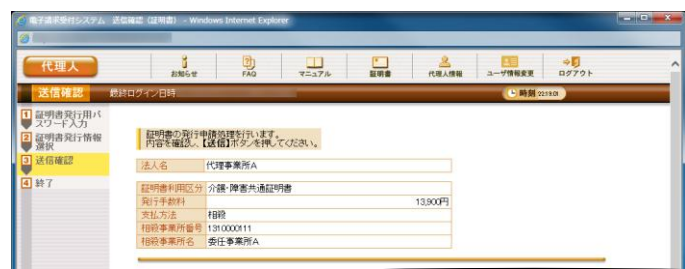 電子請求受付システム 送信確認(証明書) - Windows Internet Explorer
代理人
お知らせ FAQ マニュアル 証明書 代理人情報 ユーザ情報変更 ログアウト
送信確認 最終ログイン日時 時刻 22:19:01
1 証明書発行用パスワード入力
2 証明書発行情報選択
3 送信確認
4 終了
証明書の発行申請処理を行います。
内容を確認し、【送信】ボタンを押してください。
法人名 代理事業所A
証明書利用区分 介護・障害共通証明書
発行手数料 13,900円
支払方法 相殺
相殺事業所番号 1310000111
相殺事業所名 委任事業所A